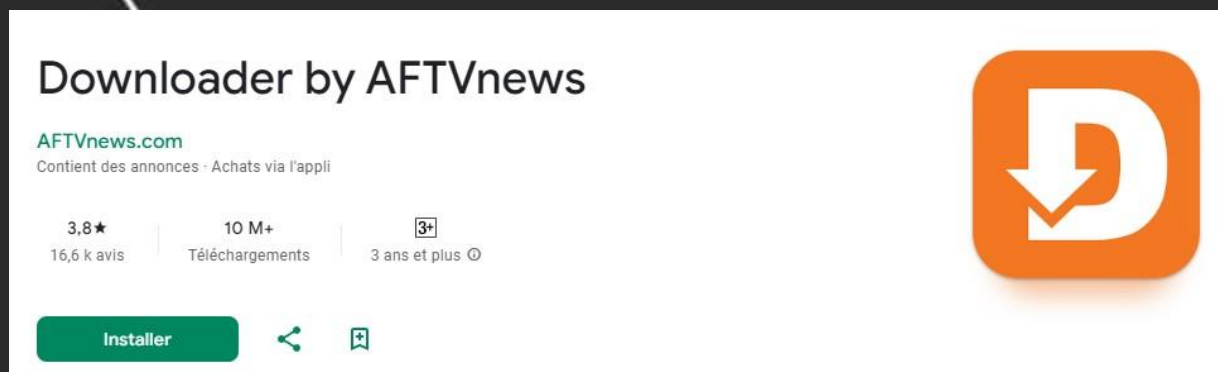 Downloader by AFTVnews
AFTVnews.com
Contient des annonces · Achats via l'appli
3,8★ 10 M+ 3+
16,6 k avis Téléchargements 3 ans et plus
Installer